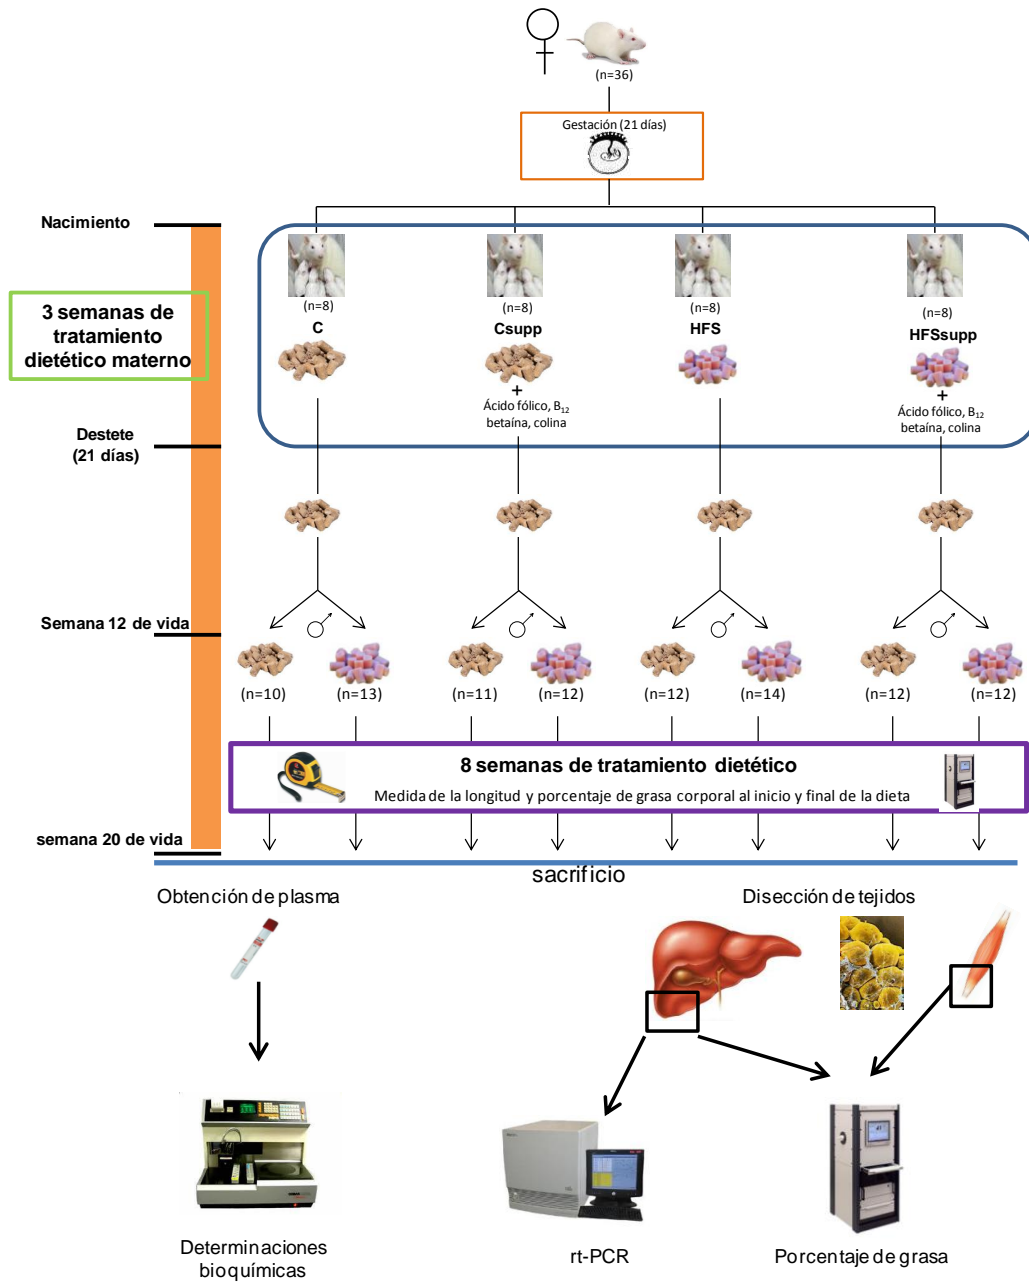 (n=36)
Gestación (21 días)
Nacimiento
3 semanas de
tratamiento
dietético materno
(n=8)
C
(n=8)
Csupp
+
Ácido fólico, B₁₂
betaína, colina
(n=8)
HFS
(n=8)
HFSsupp
+
Ácido fólico, B₁₂
betaína, colina
Destete
(21 días)
Semana 12 de vida
(n=10)
(n=13)
(n=11)
(n=12)
(n=12)
(n=14)
(n=12)
(n=12)
8 semanas de tratamiento dietético
Medida de la longitud y porcentaje de grasa corporal al inicio y final de la dieta
semana 20 de vida
sacrificio
Obtención de plasma
Disección de tejidos
Determinaciones
bioquímicas
rt-PCR
Porcentaje de grasa